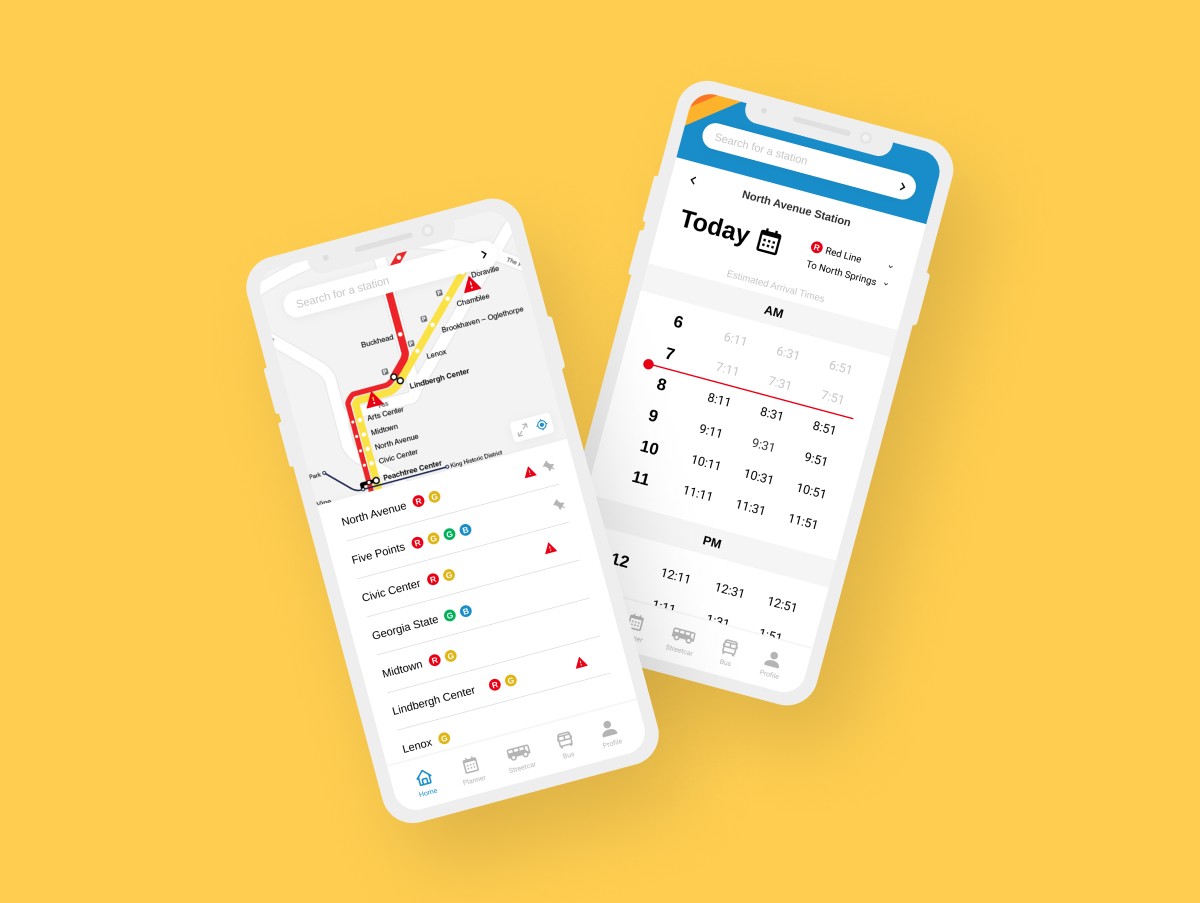 Search for a station
The
Doraville
Chamblee
Brookhaven – Oglethorpe
Buckhead
Lenox
Lindbergh Center
Arts Center
Midtown
North Avenue
Civic Center
Peachtree Center
King Historic District
Park
P
P
P
P
North Avenue R G
Five Points R G G B
Civic Center R G
Georgia State G B
Midtown R G
Lindbergh Center R G
Lenox G
Home Planner Streetcar Bus Profile
Search for a station
North Avenue Station
Today
R Red Line
To North Springs
Estimated Arrival Times
AM
6 6:11 6:31 6:51
7 7:11 7:31 7:51
8 8:11 8:31 8:51
9 9:11 9:31 9:51
10 10:11 10:31 10:51
11 11:11 11:31 11:51
PM
12 12:11 12:31 12:51
1:11 1:31 1:51
Streetcar Bus Profile